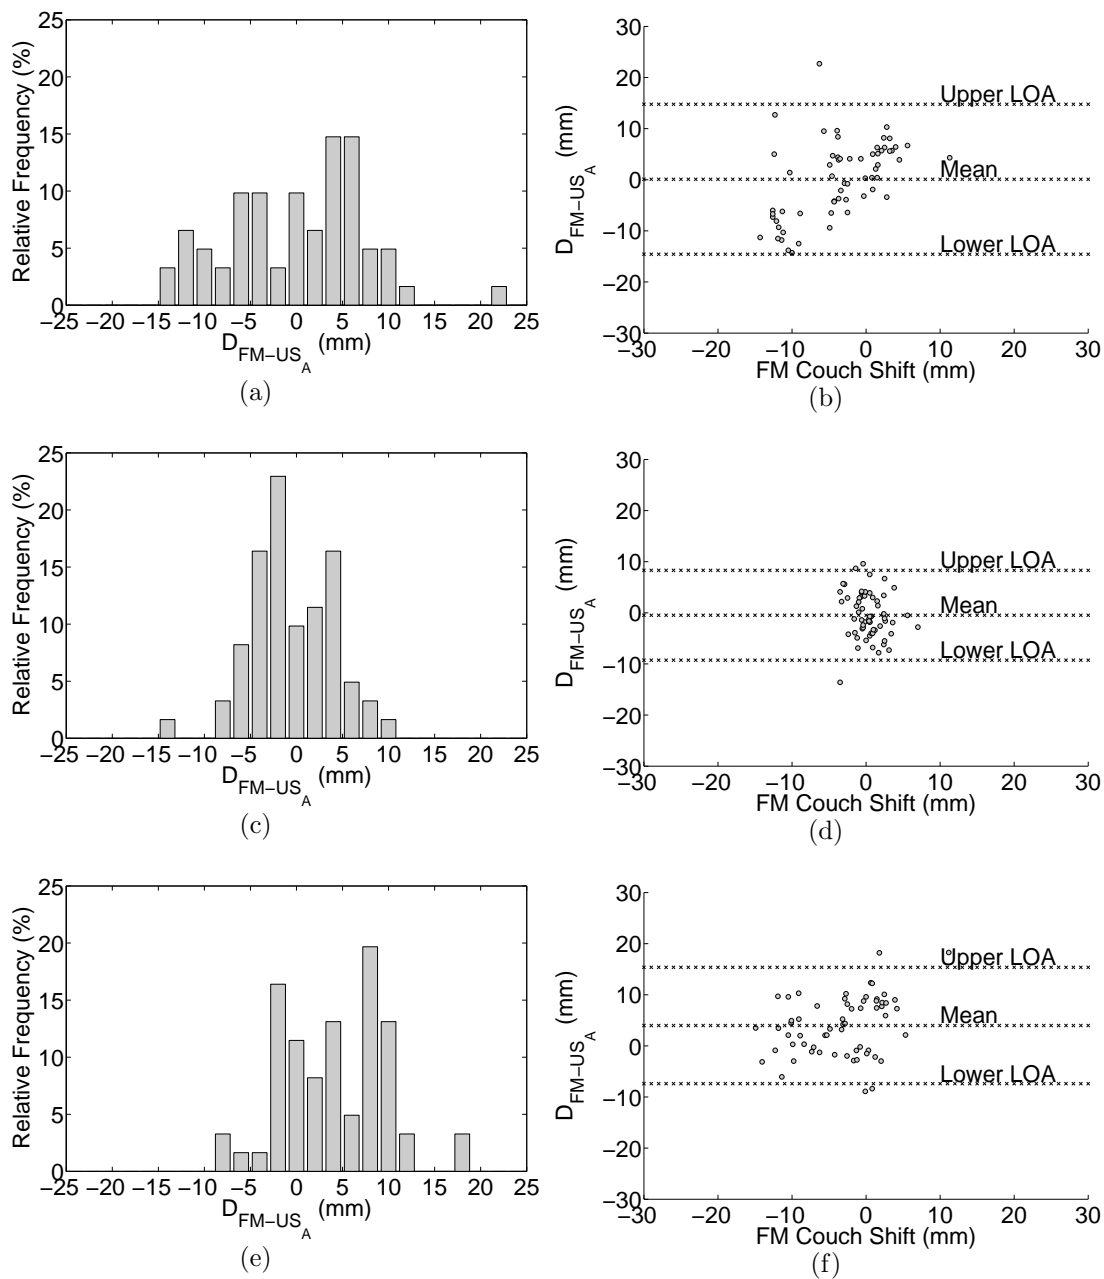 25
20
15
10
5
0
−25 −20 −15 −10 −5 0 5 10 15 20 25
Relative Frequency (%)
D_FM−US_A (mm)
(a)
30
20
10
0
−10
−20
−30
−30 −20 −10 0 10 20 30
D_FM−US_A (mm)
Upper LOA
Mean
Lower LOA
FM Couch Shift (mm)
(b)
25
20
15
10
5
0
−25 −20 −15 −10 −5 0 5 10 15 20 25
Relative Frequency (%)
D_FM−US_A (mm)
(c)
30
20
10
0
−10
−20
−30
−30 −20 −10 0 10 20 30
D_FM−US_A (mm)
Upper LOA
Mean
Lower LOA
FM Couch Shift (mm)
(d)
25
20
15
10
5
0
−25 −20 −15 −10 −5 0 5 10 15 20 25
Relative Frequency (%)
D_FM−US_A (mm)
(e)
30
20
10
0
−10
−20
−30
−30 −20 −10 0 10 20 30
D_FM−US_A (mm)
Upper LOA
Mean
Lower LOA
FM Couch Shift (mm)
(f)